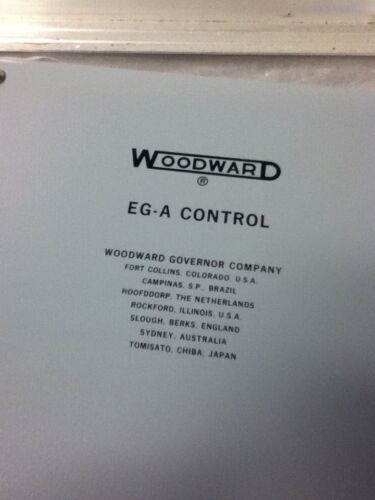 WOODWARD
®
EG-A CONTROL
WOODWARD GOVERNOR COMPANY
FORT COLLINS, COLORADO, U.S.A.
CAMPINAS, S.P., BRAZIL
HOOFDDORP, THE NETHERLANDS
ROCKFORD, ILLINOIS, U.S.A.
SLOUGH, BERKS, ENGLAND
SYDNEY, AUSTRALIA
TOMISATO, CHIBA, JAPAN